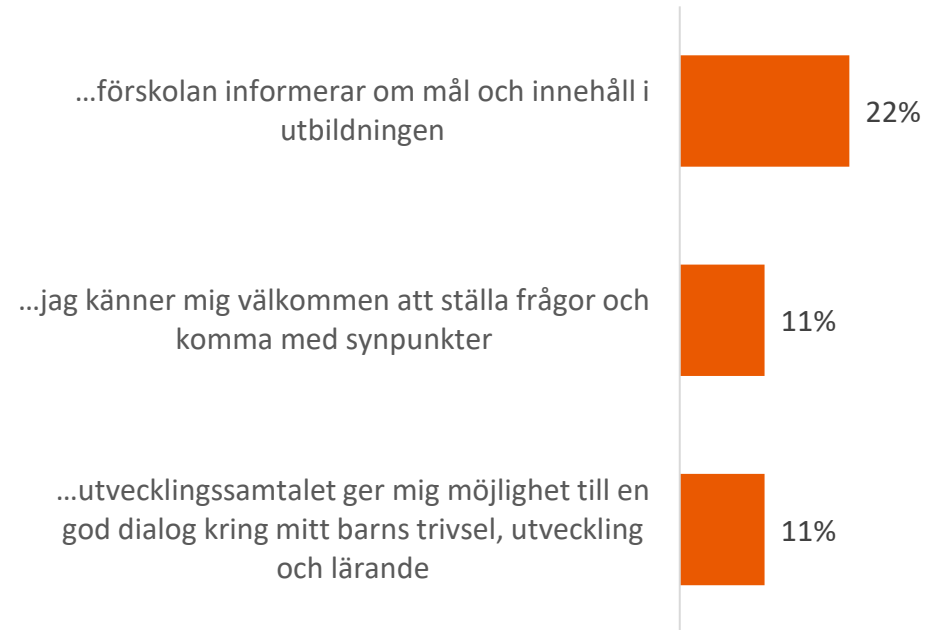 ...förskolan informerar om mål och innehåll i
utbildningen
22%
...jag känner mig välkommen att ställa frågor och
komma med synpunkter
11%
...utvecklingssamtalet ger mig möjlighet till en
god dialog kring mitt barns trivsel, utveckling
och lärande
11%